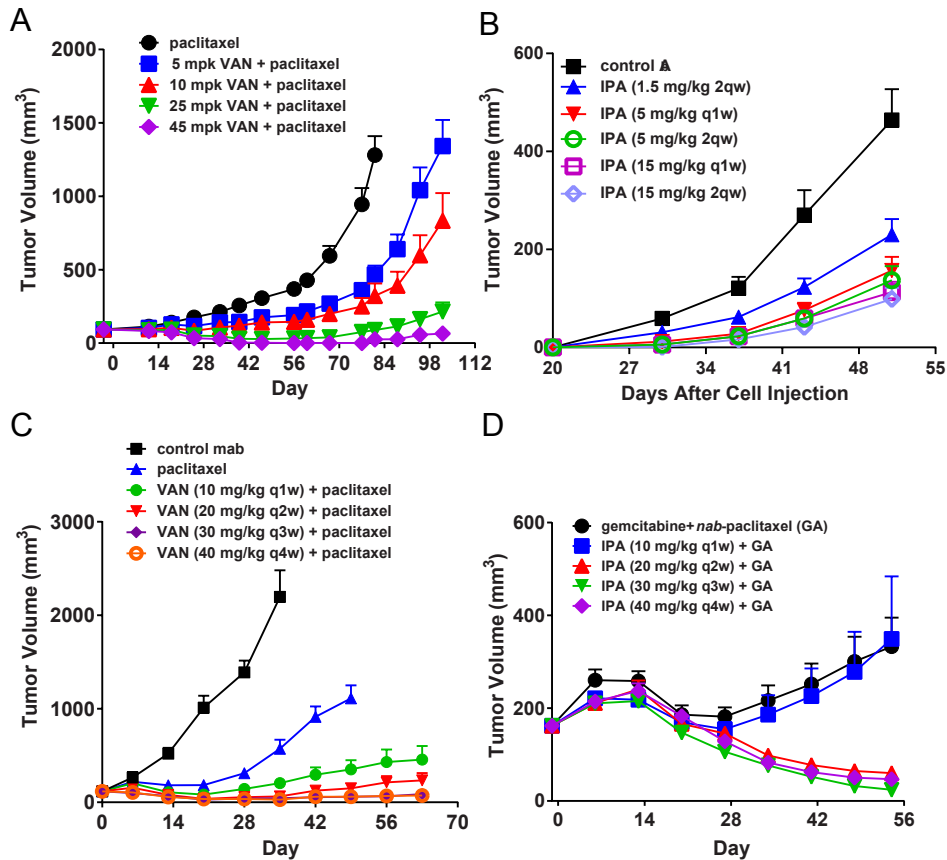 A
paclitaxel
5 mpk VAN + paclitaxel
10 mpk VAN + paclitaxel
25 mpk VAN + paclitaxel
45 mpk VAN + paclitaxel
Tumor Volume (mm³)
2000
1500
1000
500
0
0 14 28 42 56 70 84 98 112
Day
B
control
IPA (1.5 mg/kg 2qw)
IPA (5 mg/kg q1w)
IPA (5 mg/kg 2qw)
IPA (15 mg/kg q1w)
IPA (15 mg/kg 2qw)
Tumor Volume (mm³)
600
400
200
0
20 27 34 41 48 55
Days After Cell Injection
C
control mab
paclitaxel
VAN (10 mg/kg q1w) + paclitaxel
VAN (20 mg/kg q2w) + paclitaxel
VAN (30 mg/kg q3w) + paclitaxel
VAN (40 mg/kg q4w) + paclitaxel
Tumor Volume (mm³)
3000
2000
1000
0
0 14 28 42 56 70
Day
D
gemcitabine+ nab-paclitaxel (GA)
IPA (10 mg/kg q1w) + GA
IPA (20 mg/kg q2w) + GA
IPA (30 mg/kg q3w) + GA
IPA (40 mg/kg q4w) + GA
Tumor Volume (mm³)
600
400
200
0
0 14 28 42 56
Day